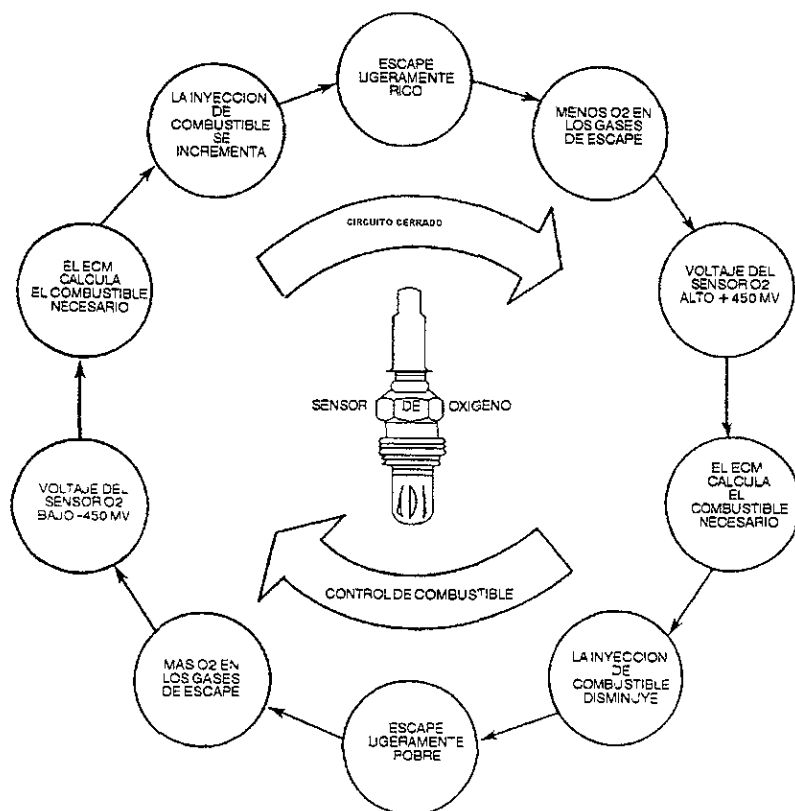 ESCAPE
LIGERAMENTE
RICO
MENOS O2 EN
LOS GASES
DE ESCAPE
VOLTAJE DEL
SENSOR O2
ALTO + 450 MV
EL ECM
CALCULA
EL
COMBUSTIBLE
NECESARIO
LA INYECCION
DE
COMBUSTIBLE
DISMINUYE
ESCAPE
LIGERAMENTE
POBRE
MAS O2 EN
LOS GASES
DE ESCAPE
VOLTAJE DEL
SENSOR O2
BAJO -450 MV
EL ECM
CALCULA
EL COMBUSTIBLE
NECESARIO
LA INYECCION
DE
COMBUSTIBLE
SE
INCREMENTA
CIRCUITO CERRADO
SENSOR DE OXIGENO
CONTROL DE COMBUSTIBLE